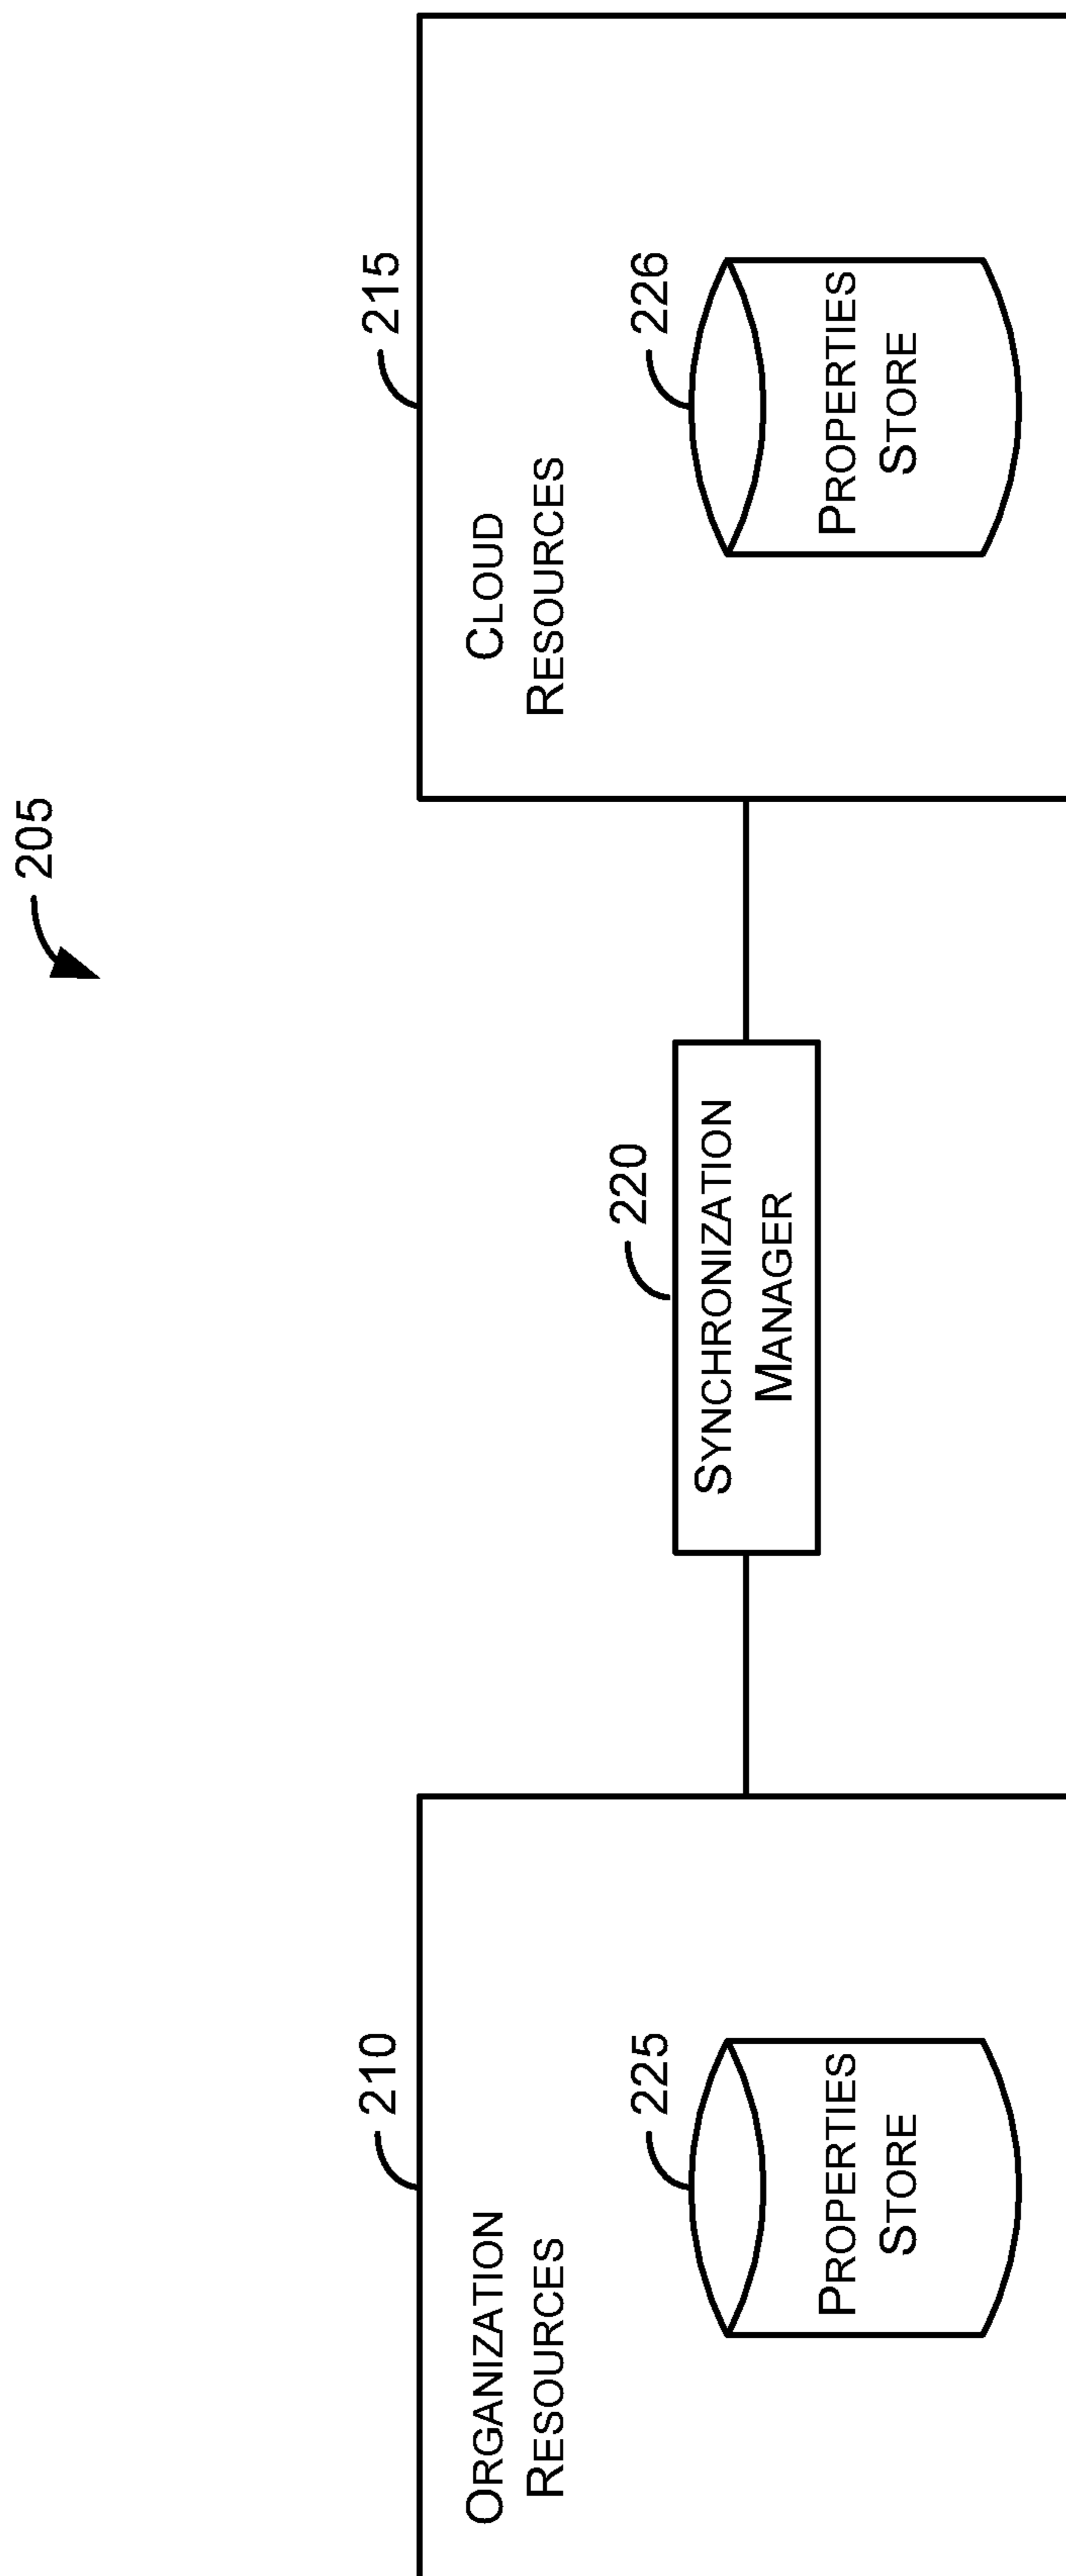 205
210
ORGANIZATION
RESOURCES
225
PROPERTIES
STORE
220
SYNCHRONIZATION
MANAGER
215
CLOUD
RESOURCES
226
PROPERTIES
STORE